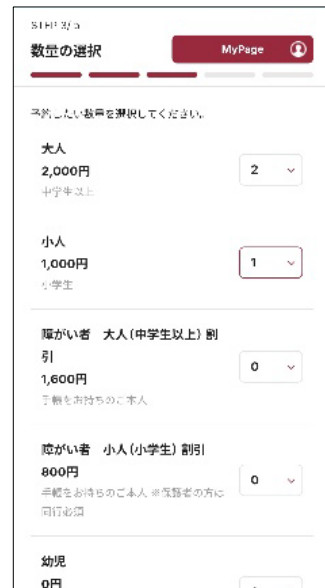 STEP 3/5
数量の選択
MyPage
予約したい数量を選択してください。
大人
2,000円
2
中学生以上
小人
1,000円
1
小学生
障がい者 大人(中学生以上) 割
引
1,600円
0
手帳をお持ちのご本人
障がい者 小人(小学生) 割引
800円
0
手帳をお持ちのご本人 ※保護者の方は
同行必須
幼児
0円